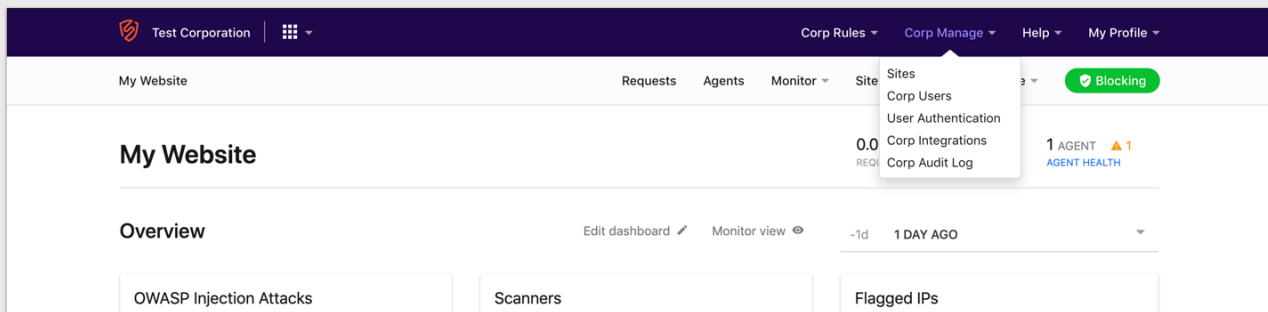 Test Corporation
Corp Rules
Corp Manage
Help
My Profile
My Website
Requests
Agents
Monitor
Blocking
Sites
Corp Users
User Authentication
Corp Integrations
Corp Audit Log
My Website
1 AGENT 1
AGENT HEALTH
Overview
Edit dashboard
Monitor view
-1d 1 DAY AGO
OWASP Injection Attacks
Scanners
Flagged IPs